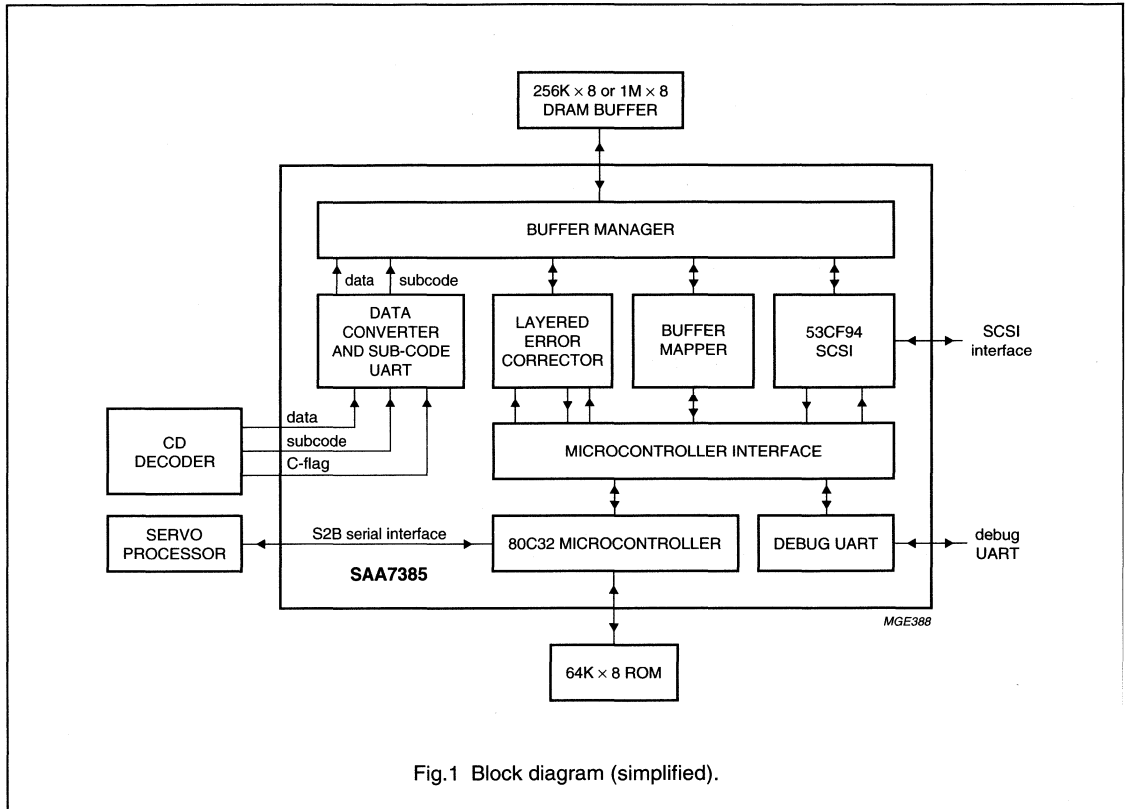 256K × 8 or 1M × 8
DRAM BUFFER
BUFFER MANAGER
data
subcode
DATA
CONVERTER
AND SUB-CODE
UART
LAYERED
ERROR
CORRECTOR
BUFFER
MAPPER
53CF94
SCSI
SCSI
interface
CD
DECODER
data
subcode
C-flag
MICROCONTROLLER INTERFACE
SERVO
PROCESSOR
S2B serial interface
80C32 MICROCONTROLLER
DEBUG UART
debug
UART
SAA7385
MGE388
64K × 8 ROM
Fig.1 Block diagram (simplified).